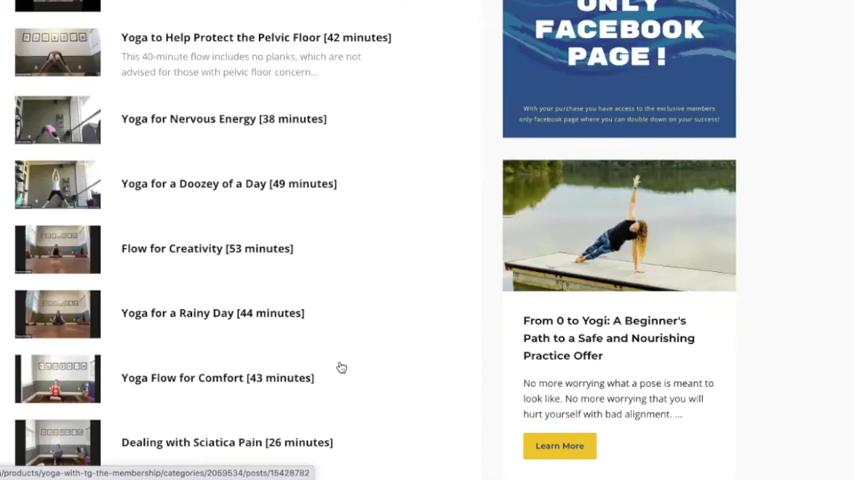 Yoga to Help Protect the Pelvic Floor [42 minutes]
This 40-minute flow includes no planks, which are not
advised for those with pelvic floor concern...
Yoga for Nervous Energy [38 minutes]
Yoga for a Doozey of a Day [49 minutes]
Flow for Creativity [53 minutes]
Yoga for a Rainy Day [44 minutes]
Yoga Flow for Comfort [43 minutes]
Dealing with Sciatica Pain [26 minutes]
/products/yoga-with-tg-the-membership/categories/2069534/posts/15428782
ONLY
FACEBOOK
PAGE!
With your purchase you have access to the exclusive members
only facebook page where you can double down on your success!
From 0 to Yogi: A Beginner's
Path to a Safe and Nourishing
Practice Offer
No more worrying what a pose is meant to
look like. No more worrying that you will
hurt yourself with bad alignment. ...
Learn More